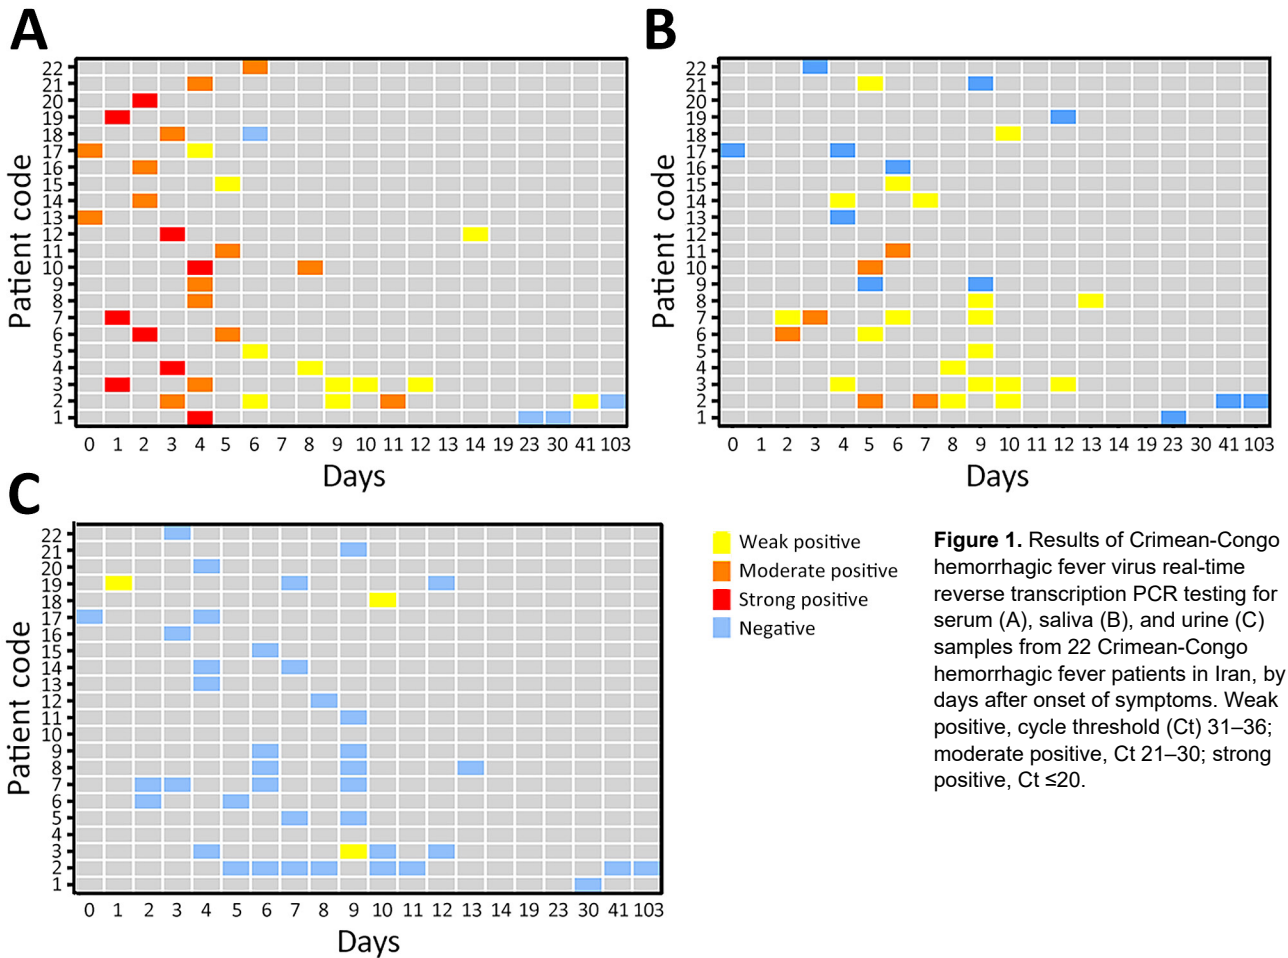 A
22
21
20
19
18
17
16
15
14
13
12
11
10
9
8
7
6
5
4
3
2
1
Patient code
0 1 2 3 4 5 6 7 8 9 10 11 12 13 14 19 23 30 41 103
Days
B
22
21
20
19
18
17
16
15
14
13
12
11
10
9
8
7
6
5
4
3
2
1
Patient code
0 1 2 3 4 5 6 7 8 9 10 11 12 13 14 19 23 30 41 103
Days
C
22
21
20
19
18
17
16
15
14
13
12
11
10
9
8
7
6
5
4
3
2
1
Patient code
0 1 2 3 4 5 6 7 8 9 10 11 12 13 14 19 23 30 41 103
Days
Weak positive
Moderate positive
Strong positive
Negative
Figure 1. Results of Crimean-Congo
hemorrhagic fever virus real-time
reverse transcription PCR testing for
serum (A), saliva (B), and urine (C)
samples from 22 Crimean-Congo
hemorrhagic fever patients in Iran, by
days after onset of symptoms. Weak
positive, cycle threshold (Ct) 31–36;
moderate positive, Ct 21–30; strong
positive, Ct ≤20.